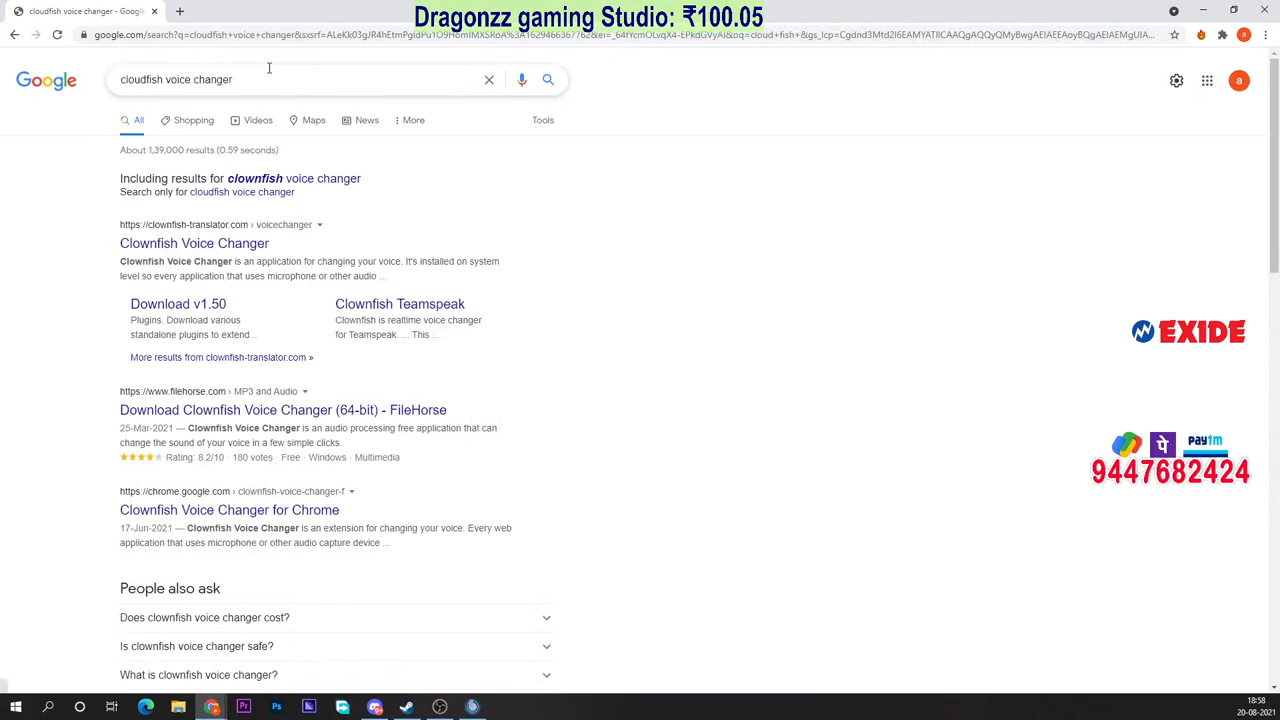 Dragonzz gaming Studio: ₹100.05
cloudfish voice changer - Google
Google
cloudfish voice changer
a
All
Shopping
Videos
Maps
News
More
Tools
About 1,39,000 results (0.59 seconds)
Including results for clownfish voice changer
Search only for cloudfish voice changer
https://clownfish-translator.com › voicechanger
Clownfish Voice Changer
Clownfish Voice Changer is an application for changing your voice. It's installed on system
level so every application that uses microphone or other audio ...
Download v1.50
Clownfish Teamspeak
Plugins. Download various
standalone plugins to extend ..
Clownfish is realtime voice changer
for Teamspeak. ... This ...
More results from clownfish-translator.com »
EXIDE
https://www.filehorse.com › MP3 and Audio
Download Clownfish Voice Changer (64-bit) - FileHorse
25-Mar-2021 — Clownfish Voice Changer is an audio processing free application that can
change the sound of your voice in a few simple clicks.
Rating: 8.2/10 · 180 votes · Free · Windows · Multimedia
पे
paytm
9447682424
https://chrome.google.com › clownfish-voice-changer-f
Clownfish Voice Changer for Chrome
17-Jun-2021 — Clownfish Voice Changer is an extension for changing your voice. Every web
application that uses microphone or other audio capture device ...
People also ask
Does clownfish voice changer cost?
Is clownfish voice changer safe?
What is clownfish voice changer?
Pr
Ps
18:58
20-08-2021